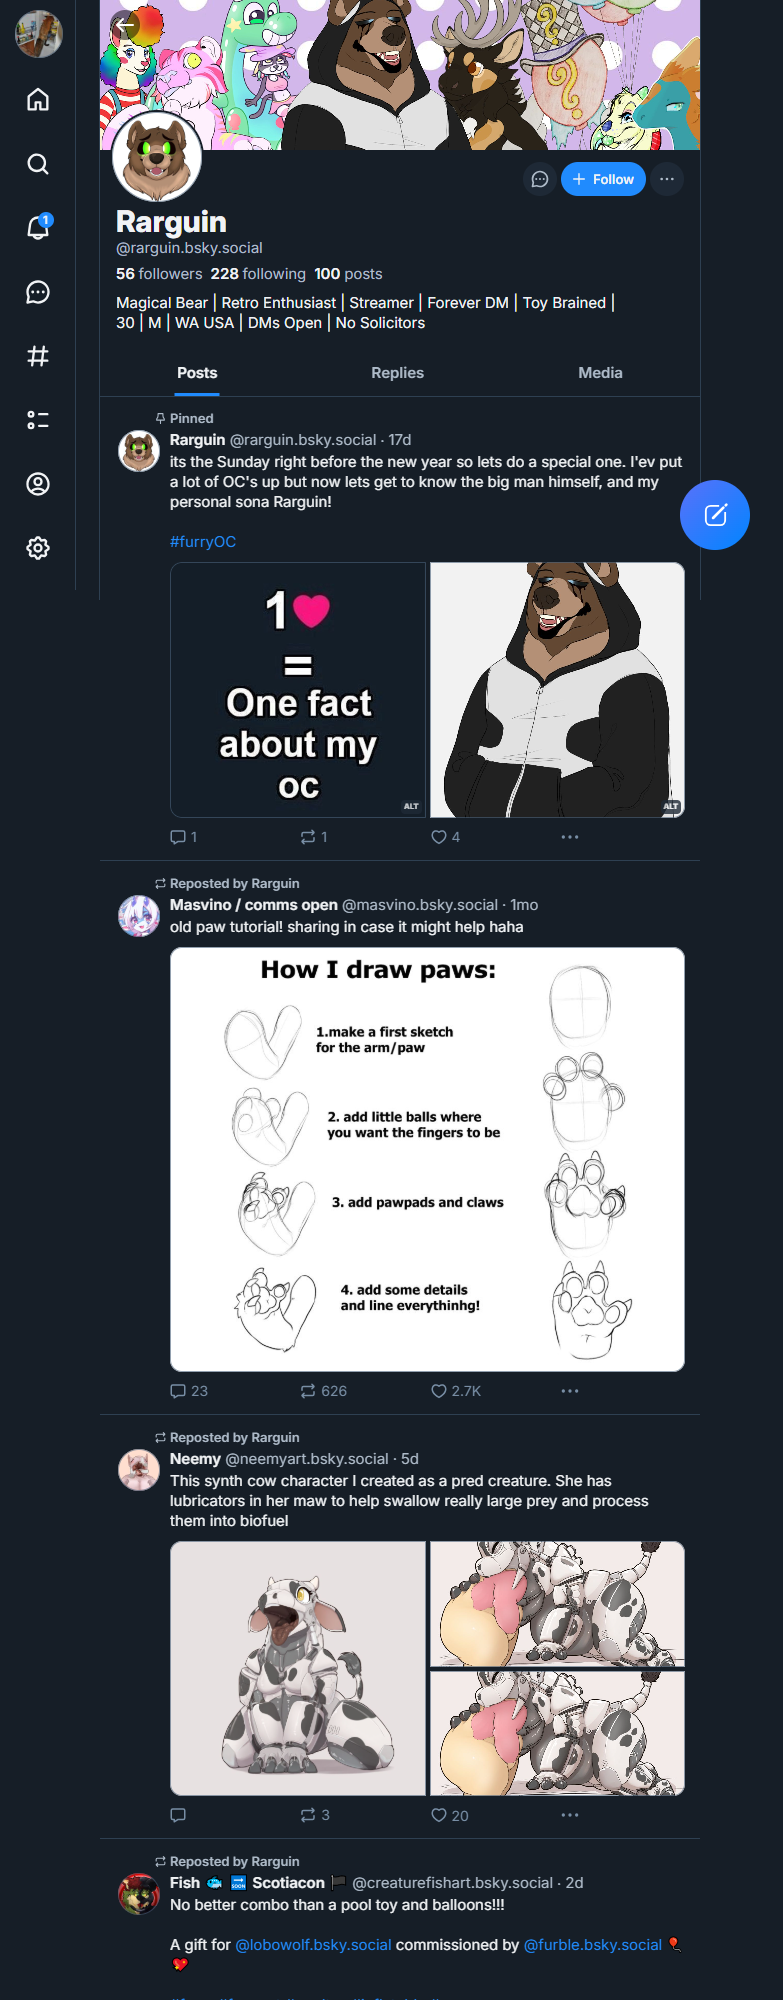 1
Follow
Rarguin
@rarguin.bsky.social
56 followers 228 following 100 posts
Magical Bear | Retro Enthusiast | Streamer | Forever DM | Toy Brained |
30 | M | WA USA | DMs Open | No Solicitors
Posts Replies Media
Pinned
Rarguin @rarguin.bsky.social · 17d
its the Sunday right before the new year so lets do a special one. I'ev put
a lot of OC's up but now lets get to know the big man himself, and my
personal sona Rarguin!
#furryOC
1
=
One fact
about my
oc
ALT
ALT
1 1 4
Reposted by Rarguin
Masvino / comms open @masvino.bsky.social · 1mo
old paw tutorial! sharing in case it might help haha
How I draw paws:
1.make a first sketch
for the arm/paw
2. add little balls where
you want the fingers to be
3. add pawpads and claws
4. add some details
and line everythinhg!
23 626 2.7K
Reposted by Rarguin
Neemy @neemyart.bsky.social · 5d
This synth cow character I created as a pred creature. She has
lubricators in her maw to help swallow really large prey and process
them into biofuel
3 20
Reposted by Rarguin
Fish 🐟 🔜 Scotiacon 🏴 @creaturefishart.bsky.social · 2d
No better combo than a pool toy and balloons!!!
A gift for @lobowolf.bsky.social commissioned by @furble.bsky.social 🎈
💖